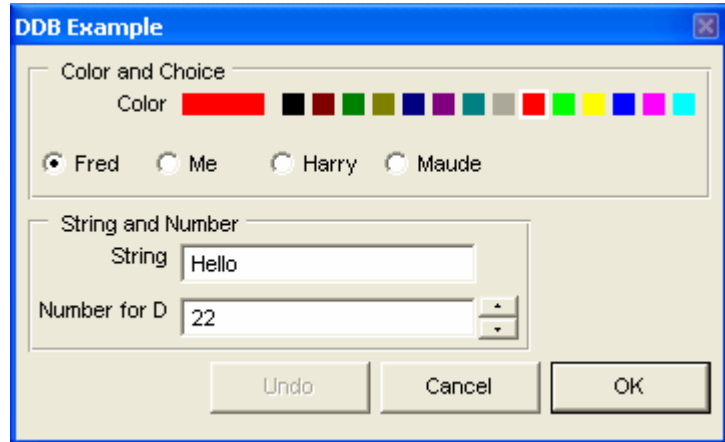 DDB Example
Color and Choice
Color
Fred Me Harry Maude
String and Number
String Hello
Number for D 22
Undo Cancel OK